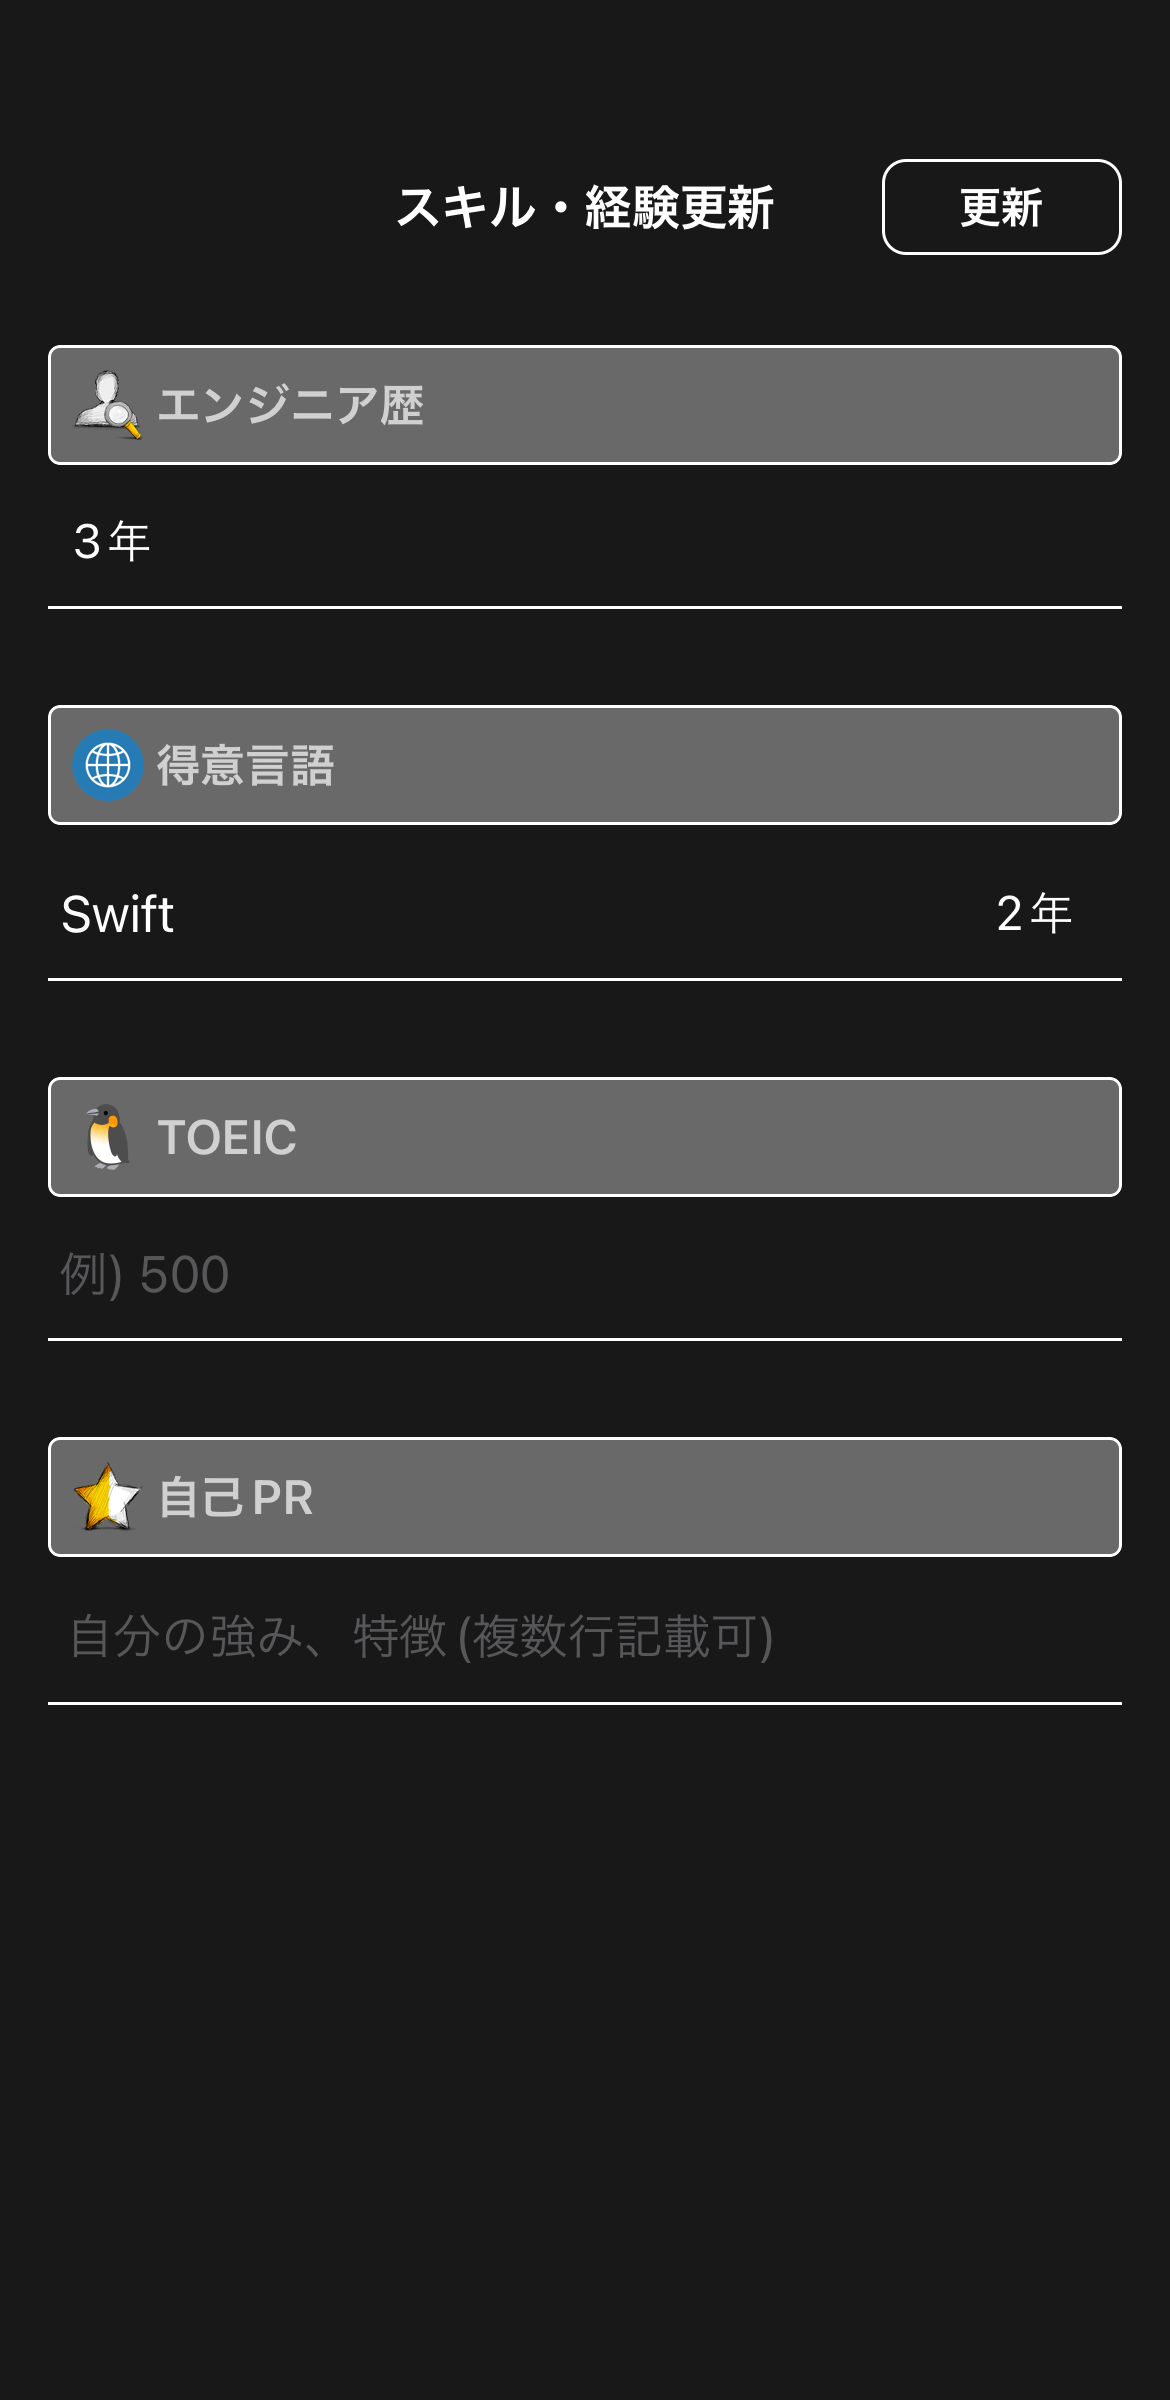 スキル・経験更新
更新
エンジニア歴
3年
得意言語
Swift 2年
TOEIC
例) 500
自己PR
自分の強み、特徴(複数行記載可)